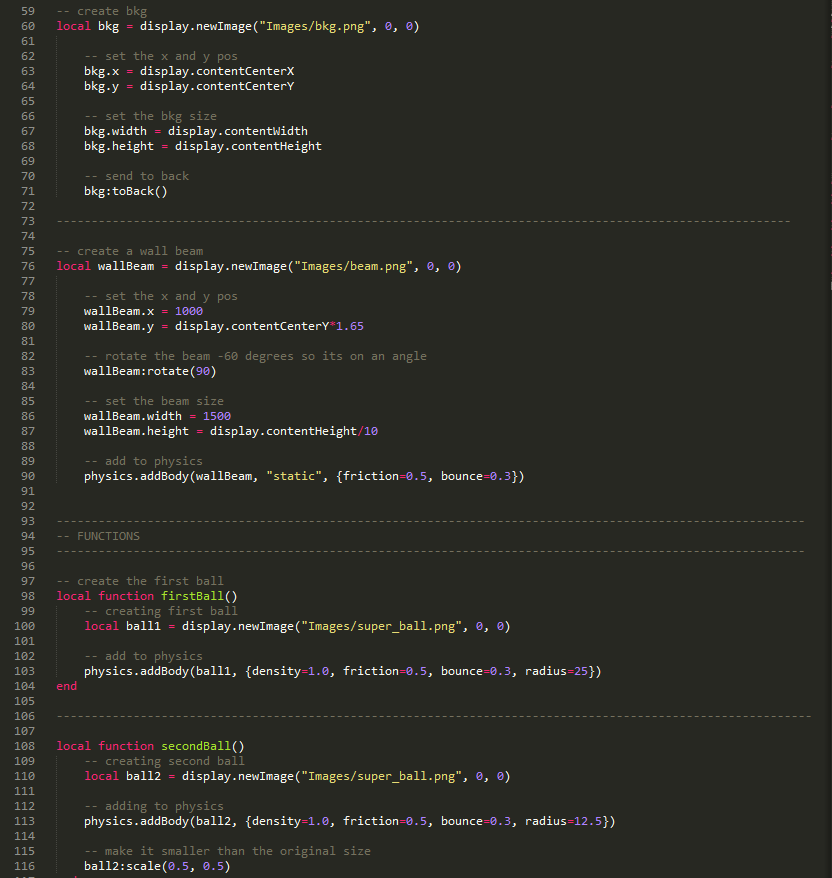 59 -- create bkg
60 local bkg = display.newImage("Images/bkg.png", 0, 0)
61
62 -- set the x and y pos
63 bkg.x = display.contentCenterX
64 bkg.y = display.contentCenterY
65
66 -- set the bkg size
67 bkg.width = display.contentWidth
68 bkg.height = display.contentHeight
69
70 -- send to back
71 bkg:toBack()
72
73 ---------------------------------------------------------------------------------------------------------
74
75 -- create a wall beam
76 local wallBeam = display.newImage("Images/beam.png", 0, 0)
77
78 -- set the x and y pos
79 wallBeam.x = 1000
80 wallBeam.y = display.contentCenterY*1.65
81
82 -- rotate the beam -60 degrees so its on an angle
83 wallBeam:rotate(90)
84
85 -- set the beam size
86 wallBeam.width = 1500
87 wallBeam.height = display.contentHeight/10
88
89 -- add to physics
90 physics.addBody(wallBeam, "static", {friction=0.5, bounce=0.3})
91
92
93 -----------------------------------------------------------------------------------------------------------
94 -- FUNCTIONS
95 -----------------------------------------------------------------------------------------------------------
96
97 -- create the first ball
98 local function firstBall()
99 -- creating first ball
100 local ball1 = display.newImage("Images/super_ball.png", 0, 0)
101
102 -- add to physics
103 physics.addBody(ball1, {density=1.0, friction=0.5, bounce=0.3, radius=25})
104 end
105
106 ------------------------------------------------------------------------------------------------------------
107
108 local function secondBall()
109 -- creating second ball
110 local ball2 = display.newImage("Images/super_ball.png", 0, 0)
111
112 -- adding to physics
113 physics.addBody(ball2, {density=1.0, friction=0.5, bounce=0.3, radius=12.5})
114
115 -- make it smaller than the original size
116 ball2:scale(0.5, 0.5)